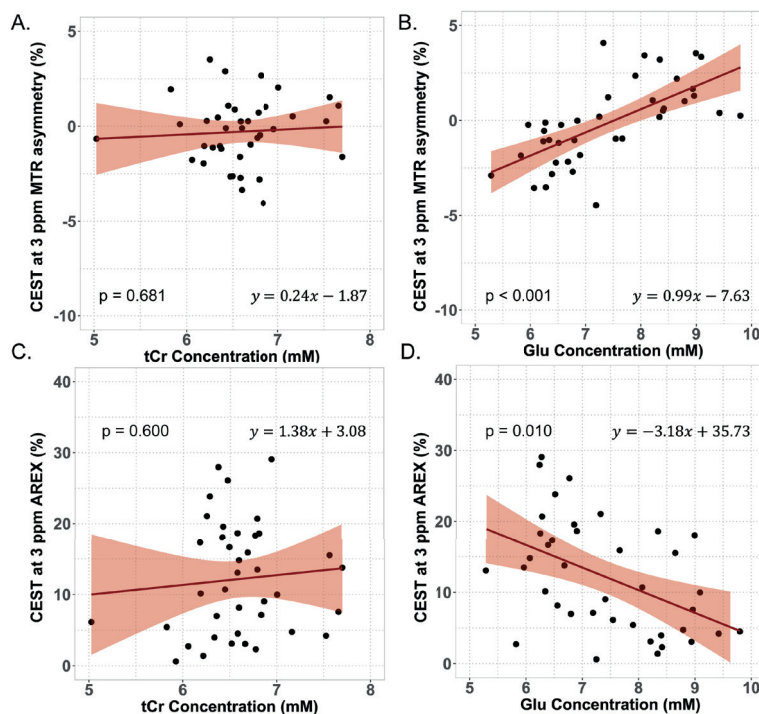 A.
CEST at 3 ppm MTR asymmetry (%)
5
0
-5
-10
p = 0.681
y = 0.24x − 1.87
5 6 7 8
tCr Concentration (mM)
B.
CEST at 3 ppm MTR asymmetry (%)
5
0
-5
-10
p < 0.001
y = 0.99x − 7.63
5 6 7 8 9 10
Glu Concentration (mM)
C.
CEST at 3 ppm AREX (%)
40
30
20
10
0
p = 0.600
y = 1.38x + 3.08
5 6 7 8
tCr Concentration (mM)
D.
CEST at 3 ppm AREX (%)
40
30
20
10
0
p = 0.010
y = −3.18x + 35.73
5 6 7 8 9 10
Glu Concentration (mM)